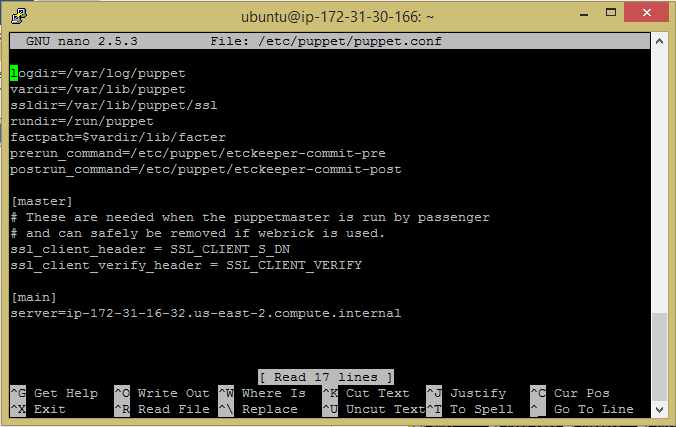 ubuntu@ip-172-31-30-166: ~
GNU nano 2.5.3 File: /etc/puppet/puppet.conf
logdir=/var/log/puppet
vardir=/var/lib/puppet
ssldir=/var/lib/puppet/ssl
rundir=/run/puppet
factpath=$vardir/lib/facter
prerun_command=/etc/puppet/etckeeper-commit-pre
postrun_command=/etc/puppet/etckeeper-commit-post
[master]
# These are needed when the puppetmaster is run by passenger
# and can safely be removed if webrick is used.
ssl_client_header = SSL_CLIENT_S_DN
ssl_client_verify_header = SSL_CLIENT_VERIFY
[main]
server=ip-172-31-16-32.us-east-2.compute.internal
[ Read 17 lines ]
^G Get Help ^O Write Out ^W Where Is ^K Cut Text ^J Justify ^C Cur Pos
^X Exit ^R Read File ^\ Replace ^U Uncut Text ^T To Spell ^_ Go To Line